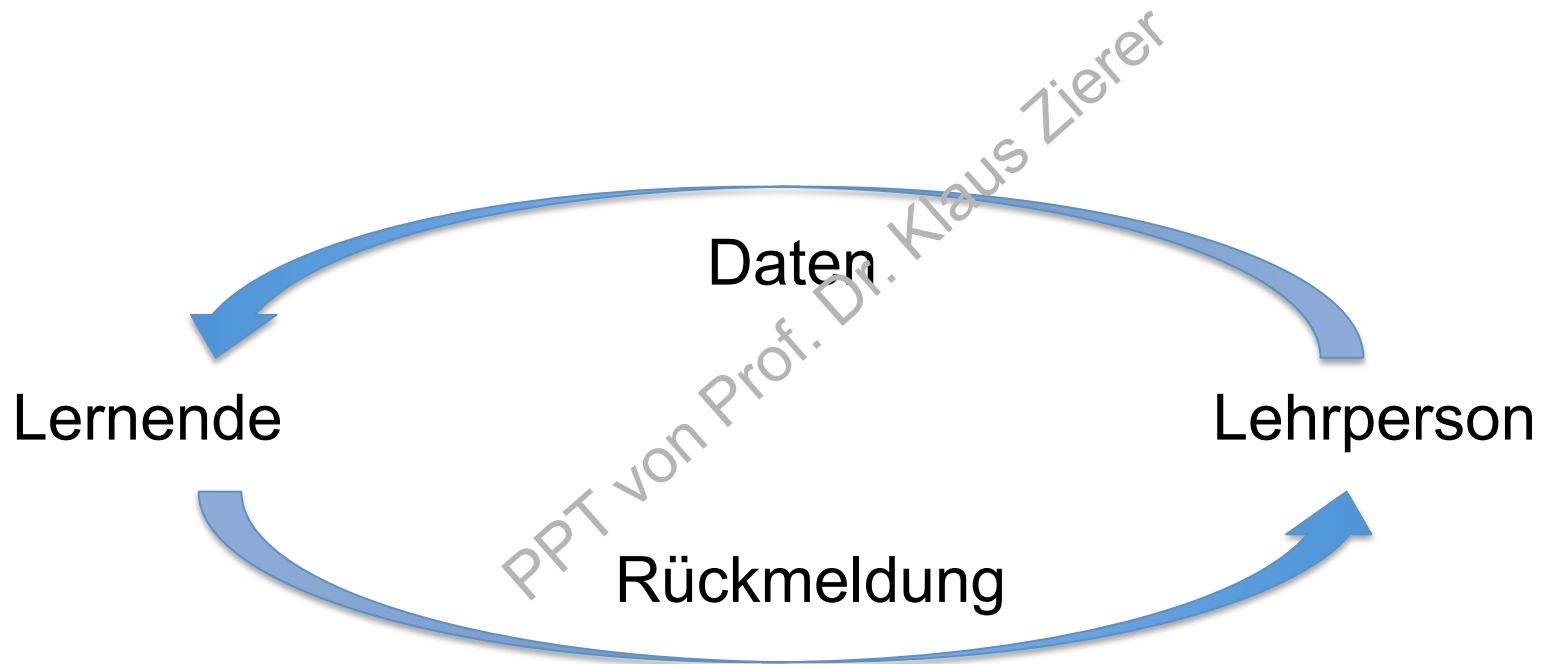 PPT von Prof. Dr. Klaus Zierer
Daten
Lernende
Lehrperson
Rückmeldung